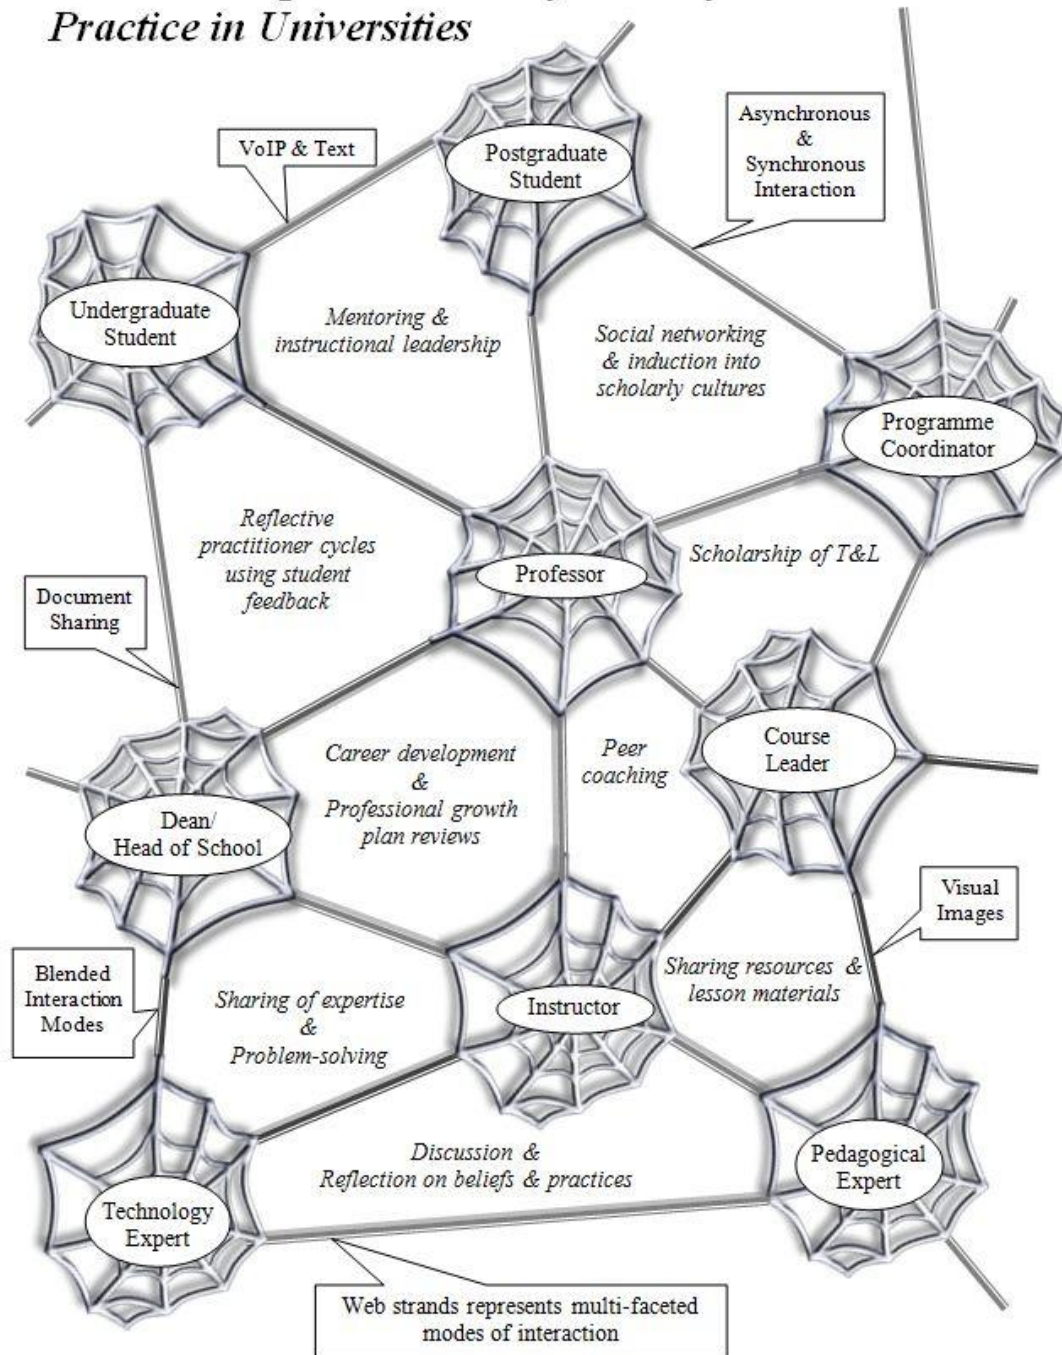 Practice in Universities
VoIP & Text
Postgraduate
Student
Asynchronous
&
Synchronous
Interaction
Undergraduate
Student
Mentoring &
instructional leadership
Social networking
& induction into
scholarly cultures
Programme
Coordinator
Reflective
practitioner cycles
using student
feedback
Professor
Scholarship of T&L
Document
Sharing
Career development
&
Professional growth
plan reviews
Peer
coaching
Course
Leader
Dean/
Head of School
Visual
Images
Blended
Interaction
Modes
Sharing of expertise
&
Problem-solving
Instructor
Sharing resources &
lesson materials
Discussion &
Reflection on beliefs & practices
Pedagogical
Expert
Technology
Expert
Web strands represents multi-faceted
modes of interaction